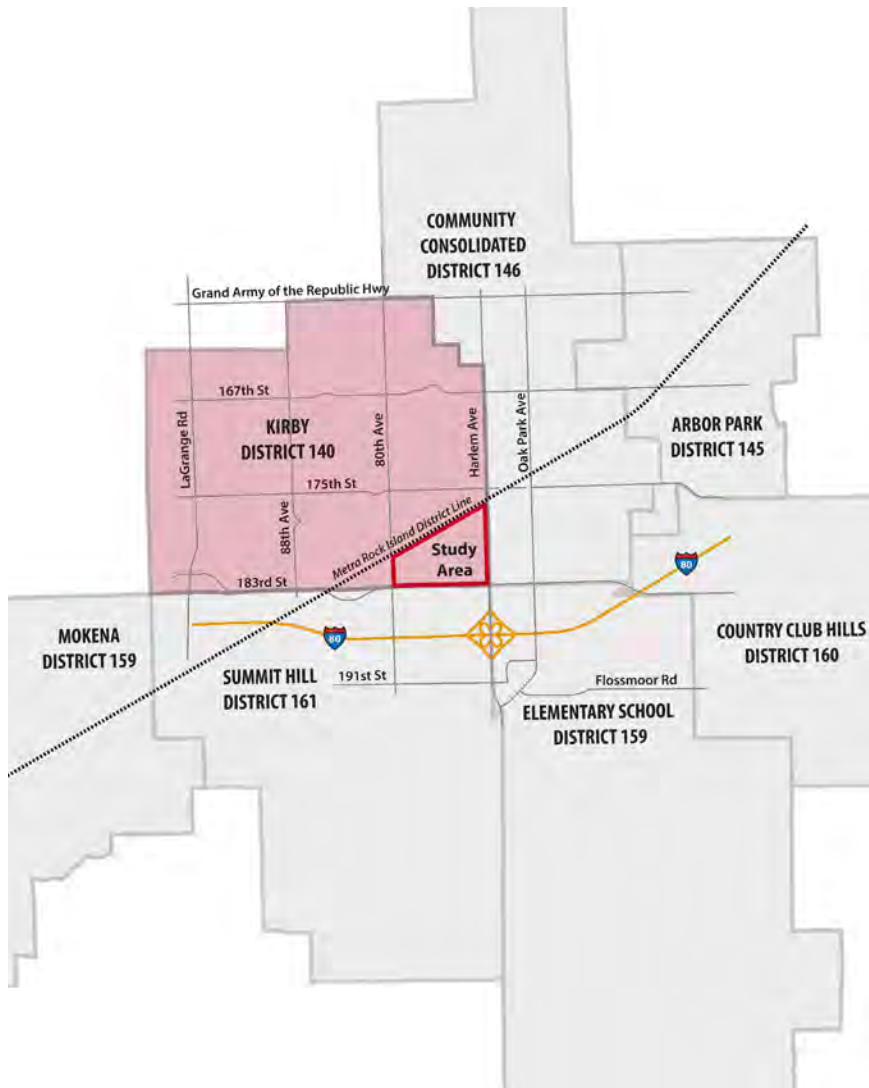 COMMUNITY
CONSOLIDATED
DISTRICT 146
Grand Army of the Republic Hwy
167th St
LaGrange Rd
KIRBY
DISTRICT 140
80th Ave
Harlem Ave
Oak Park Ave
ARBOR PARK
DISTRICT 145
175th St
88th Ave
Metra Rock Island District Line
Study
Area
183rd St
80
80
MOKENA
DISTRICT 159
SUMMIT HILL
DISTRICT 161
191st St
COUNTRY CLUB HILLS
DISTRICT 160
Flossmoor Rd
ELEMENTARY SCHOOL
DISTRICT 159